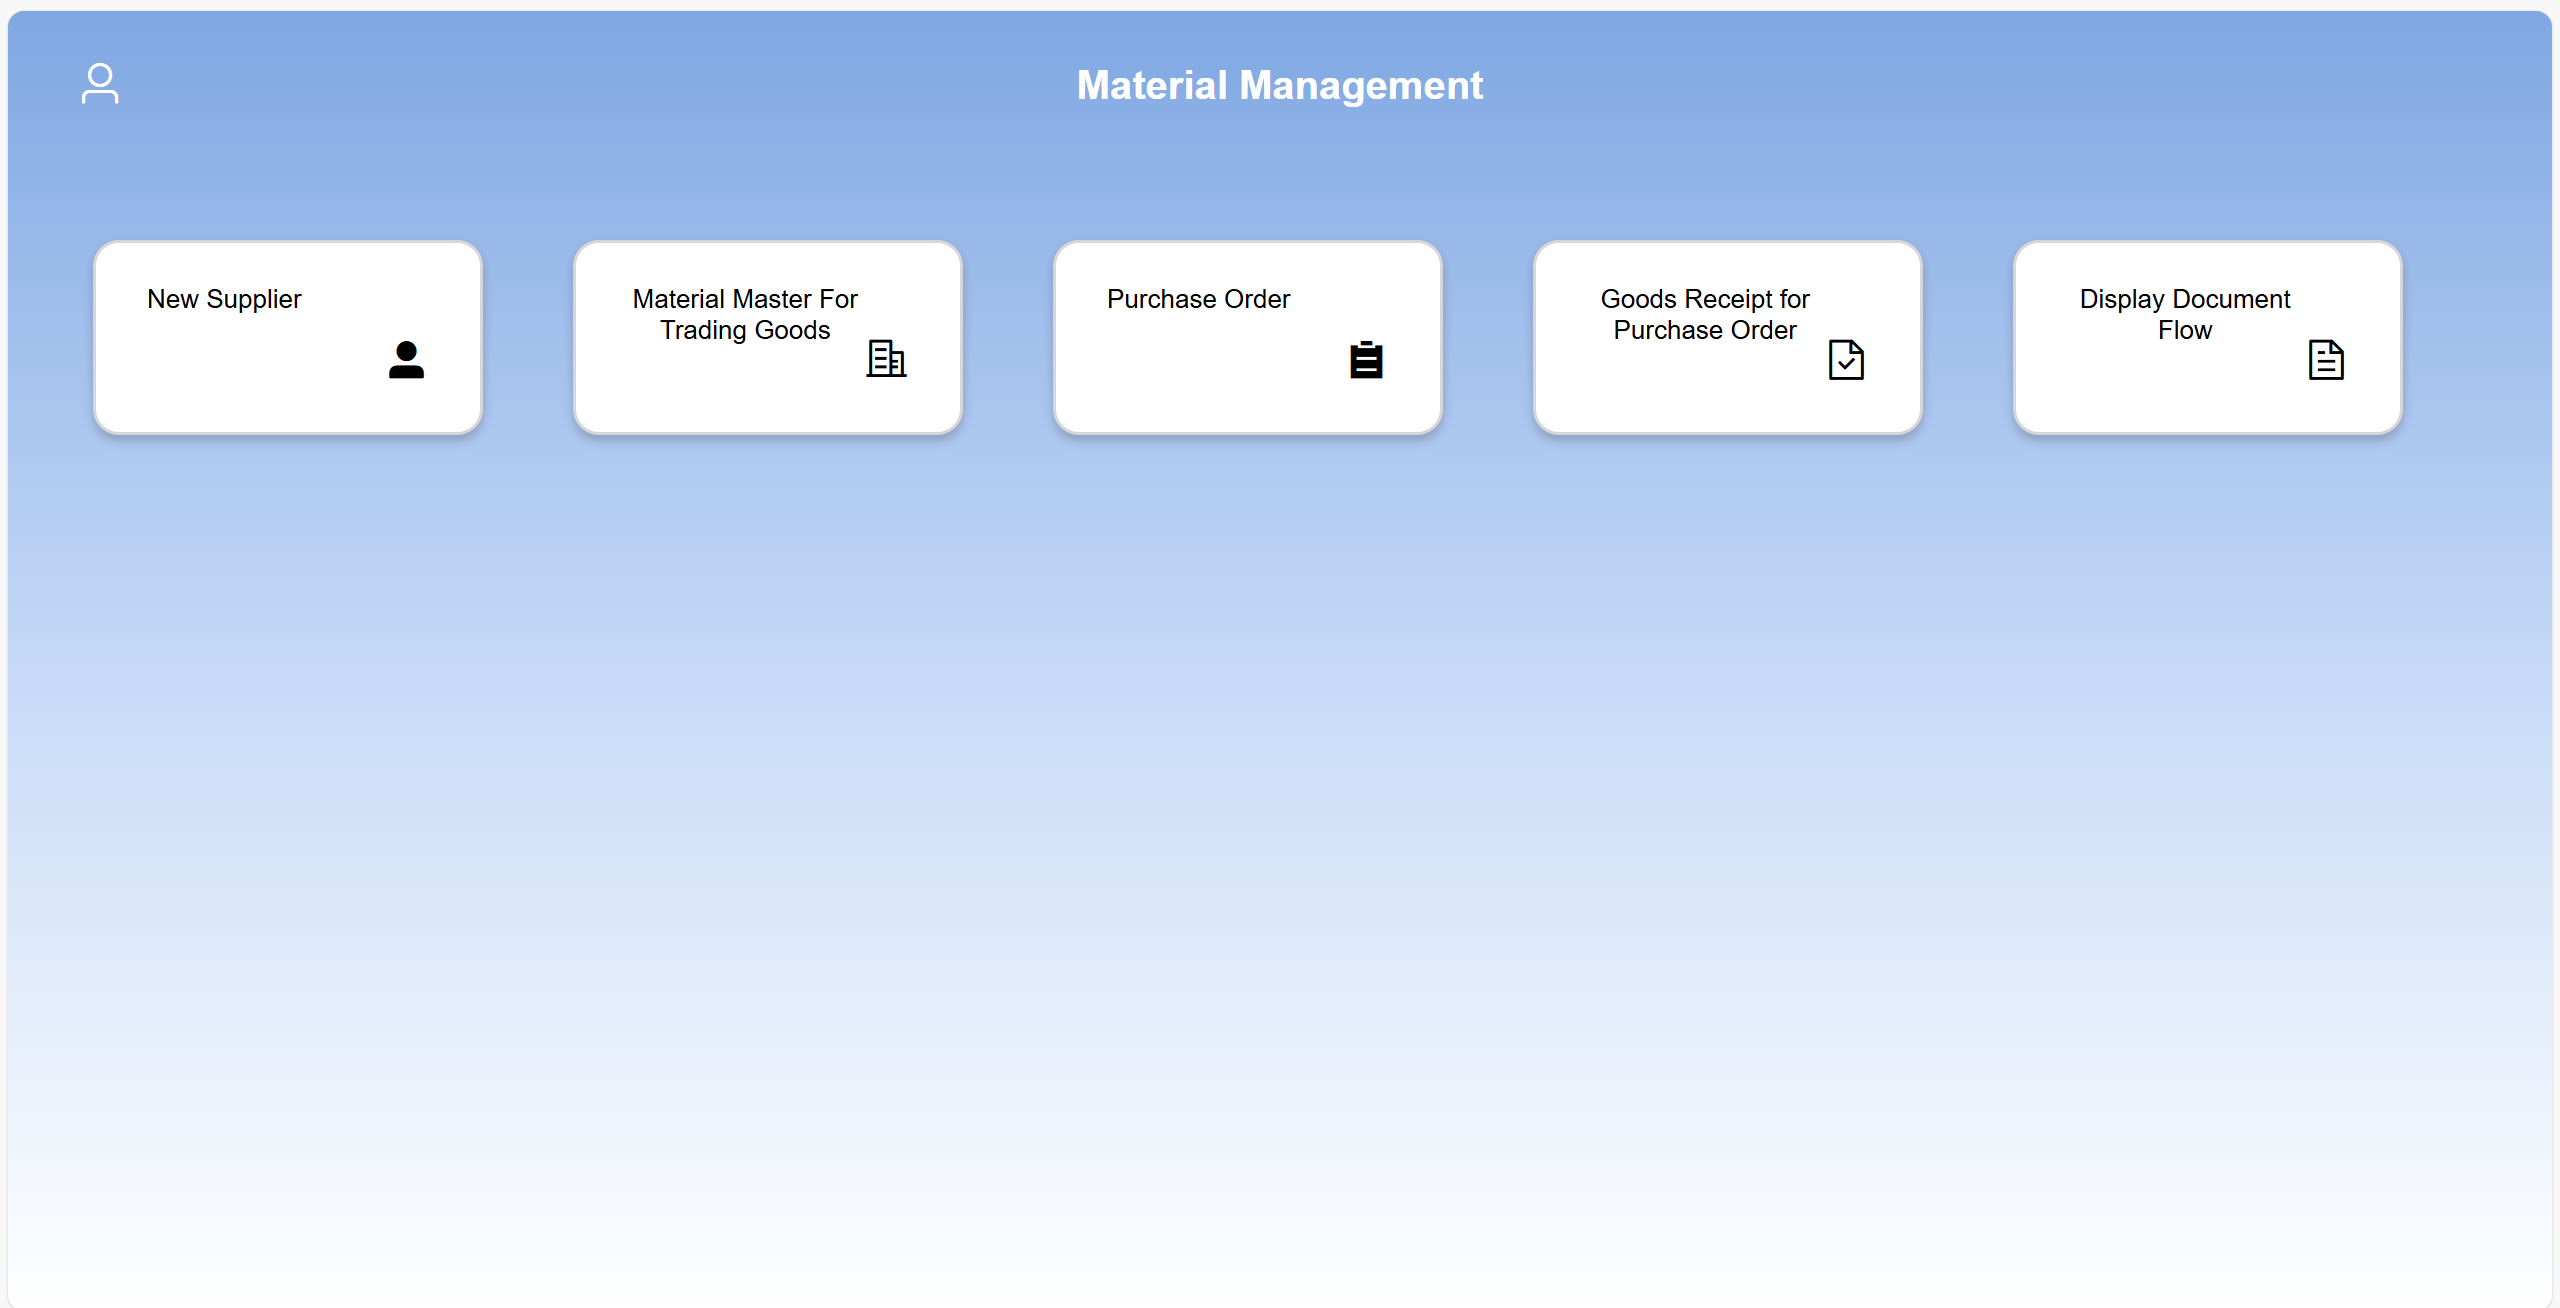 Material Management
New Supplier
Material Master For
Trading Goods
Purchase Order
Goods Receipt for
Purchase Order
Display Document
Flow